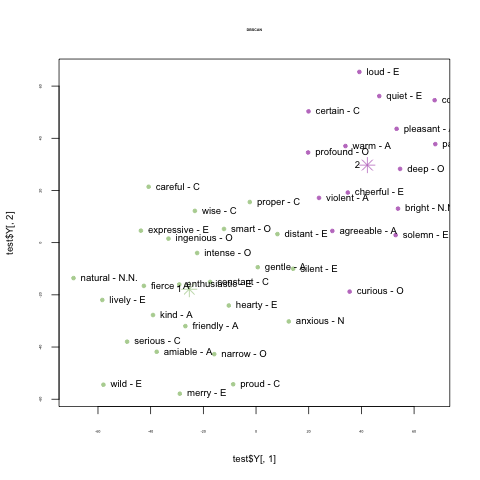 DBSCAN
loud - E
quiet - E
co
certain - C
pleasant -
warm - A
pa
profound - O
2
deep - O
careful - C
cheerful - E
violent - A
proper - C
bright - N.N
wise - C
expressive - E
smart - O
distant - E
agreeable - A
solemn - E
ingenious - O
intense - O
gentle - A
silent - E
natural - N.N.
fierce - A
enthusiastic - E
constant - C
1
curious - O
lively - E
hearty - E
kind - A
anxious - N
friendly - A
serious - C
amiable - A
narrow - O
wild - E
proud - C
merry - E
test$Y[, 2]
test$Y[, 1]